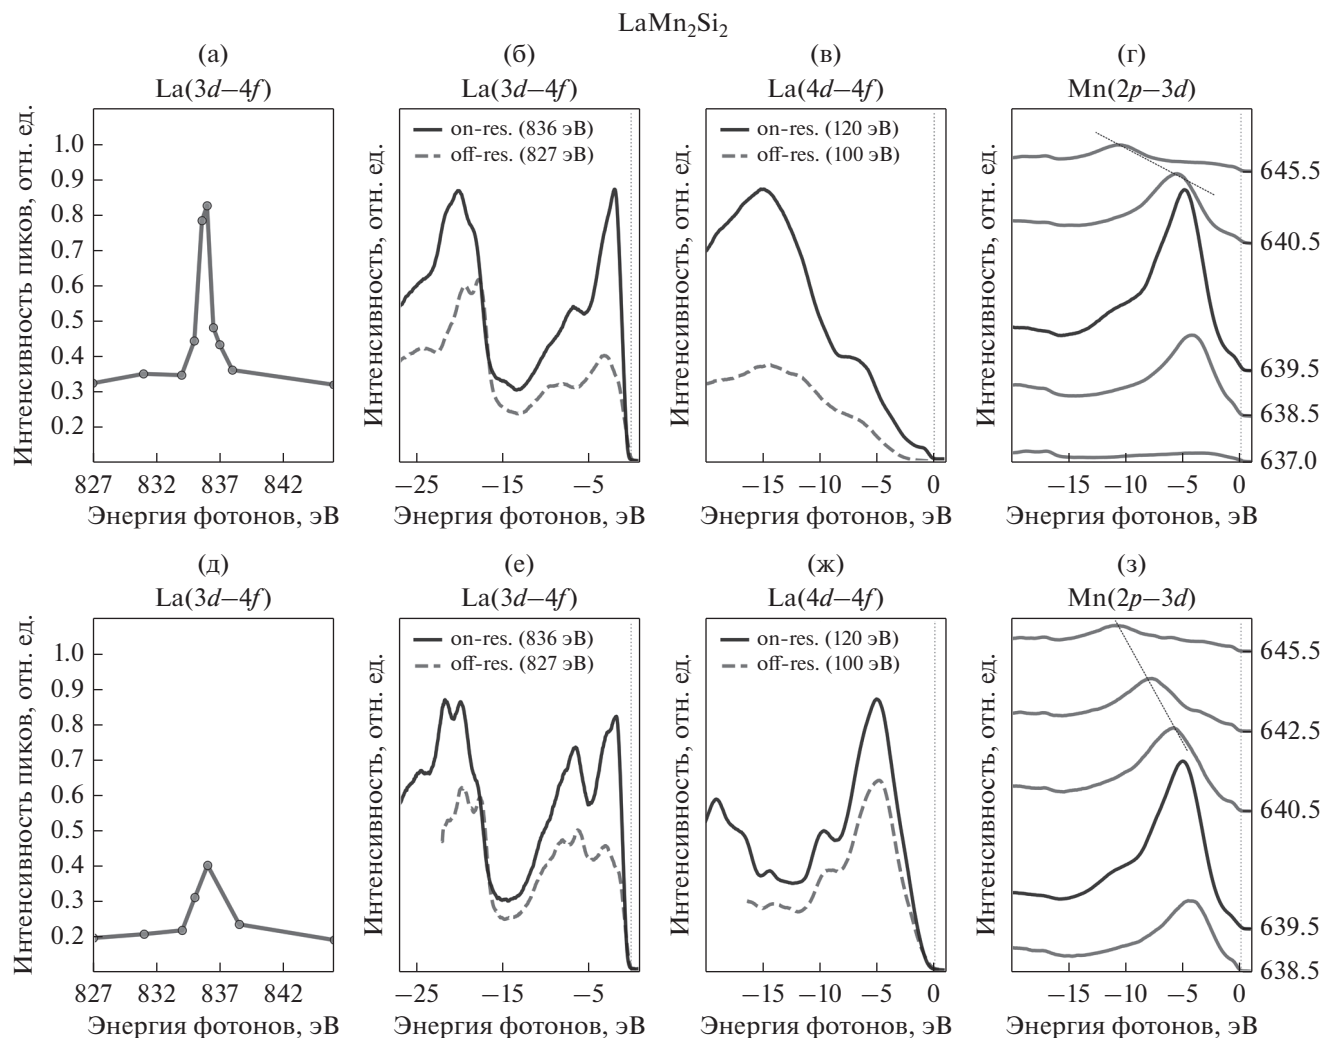 LaMn₂Si₂
(а)
La(3d–4f)
Интенсивность пиков, отн. ед.
1.0
0.9
0.8
0.7
0.6
0.5
0.4
0.3
0.2
827 832 837 842
Энергия фотонов, эВ
(б)
La(3d–4f)
Интенсивность, отн. ед.
on-res. (836 эВ)
off-res. (827 эВ)
–25 –15 –5
Энергия фотонов, эВ
(в)
La(4d–4f)
Интенсивность, отн. ед.
on-res. (120 эВ)
off-res. (100 эВ)
–15 –10 –5 0
Энергия фотонов, эВ
(г)
Mn(2p–3d)
Интенсивность, отн. ед.
645.5
640.5
639.5
638.5
637.0
–15 –10 –5 0
Энергия фотонов, эВ
(д)
La(3d–4f)
Интенсивность пиков, отн. ед.
1.0
0.9
0.8
0.7
0.6
0.5
0.4
0.3
0.2
827 832 837 842
Энергия фотонов, эВ
(е)
La(3d–4f)
Интенсивность, отн. ед.
on-res. (836 эВ)
off-res. (827 эВ)
–25 –15 –5
Энергия фотонов, эВ
(ж)
La(4d–4f)
Интенсивность, отн. ед.
on-res. (120 эВ)
off-res. (100 эВ)
–15 –10 –5 0
Энергия фотонов, эВ
(з)
Mn(2p–3d)
Интенсивность, отн. ед.
645.5
642.5
640.5
639.5
638.5
–15 –10 –5 0
Энергия фотонов, эВ